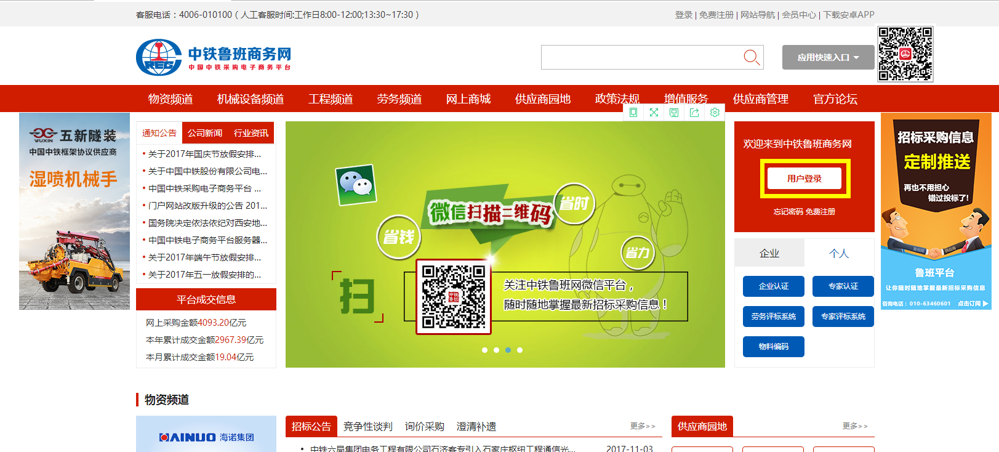 客服电话：4006-010100（人工客服时间:工作日8:00-12:00;13:30~17:30）
登录 | 免费注册 | 网站导航 | 会员中心 | 下载安卓APP
CREG
中铁鲁班商务网
中国中铁采购电子商务平台
应用快速入口
物资频道 机械设备频道 工程频道 劳务频道 网上商城 供应商园地 政策法规 增值服务 供应商管理 官方论坛
WUXIN 五新隧装
中国中铁框架协议供应商
湿喷机械手
通知公告 公司新闻 行业资讯
关于2017年国庆节放假安排...
关于中国中铁股份有限公司电...
中国中铁采购电子商务平台 ...
门户网站改版升级的公告 201...
国务院决定依法依纪对西安地...
中国中铁电子商务平台服务器...
关于2017年端午节放假安排...
关于2017年五一放假安排的...
平台成交信息
网上采购金额4093.20亿元
本年累计成交金额2967.39亿元
本月累计成交金额19.04亿元
微信扫描二维码
省时
省钱
省力
扫
中铁鲁班
关注中铁鲁班网微信平台，
随时随地掌握最新招标采购信息！
欢迎来到中铁鲁班商务网
用户登录
忘记密码 免费注册
企业 个人
企业认证 专家认证
劳务评标系统 专家评标系统
物料编码
招标采购信息
定制推送
再也不用担心
错过投标了!
供应商
鲁班平台
让你随时随地掌握最新招标采购信息
咨询电话：010-63460601 点击订阅
物资频道
AINUO 海诺集团
招标公告 竞争性谈判 询价采购 澄清补遗 更多>>
中铁六局集团电务工程有限公司石济客专引入石家庄枢纽工程通信光... 2017-11-03
供应商园地 更多>>